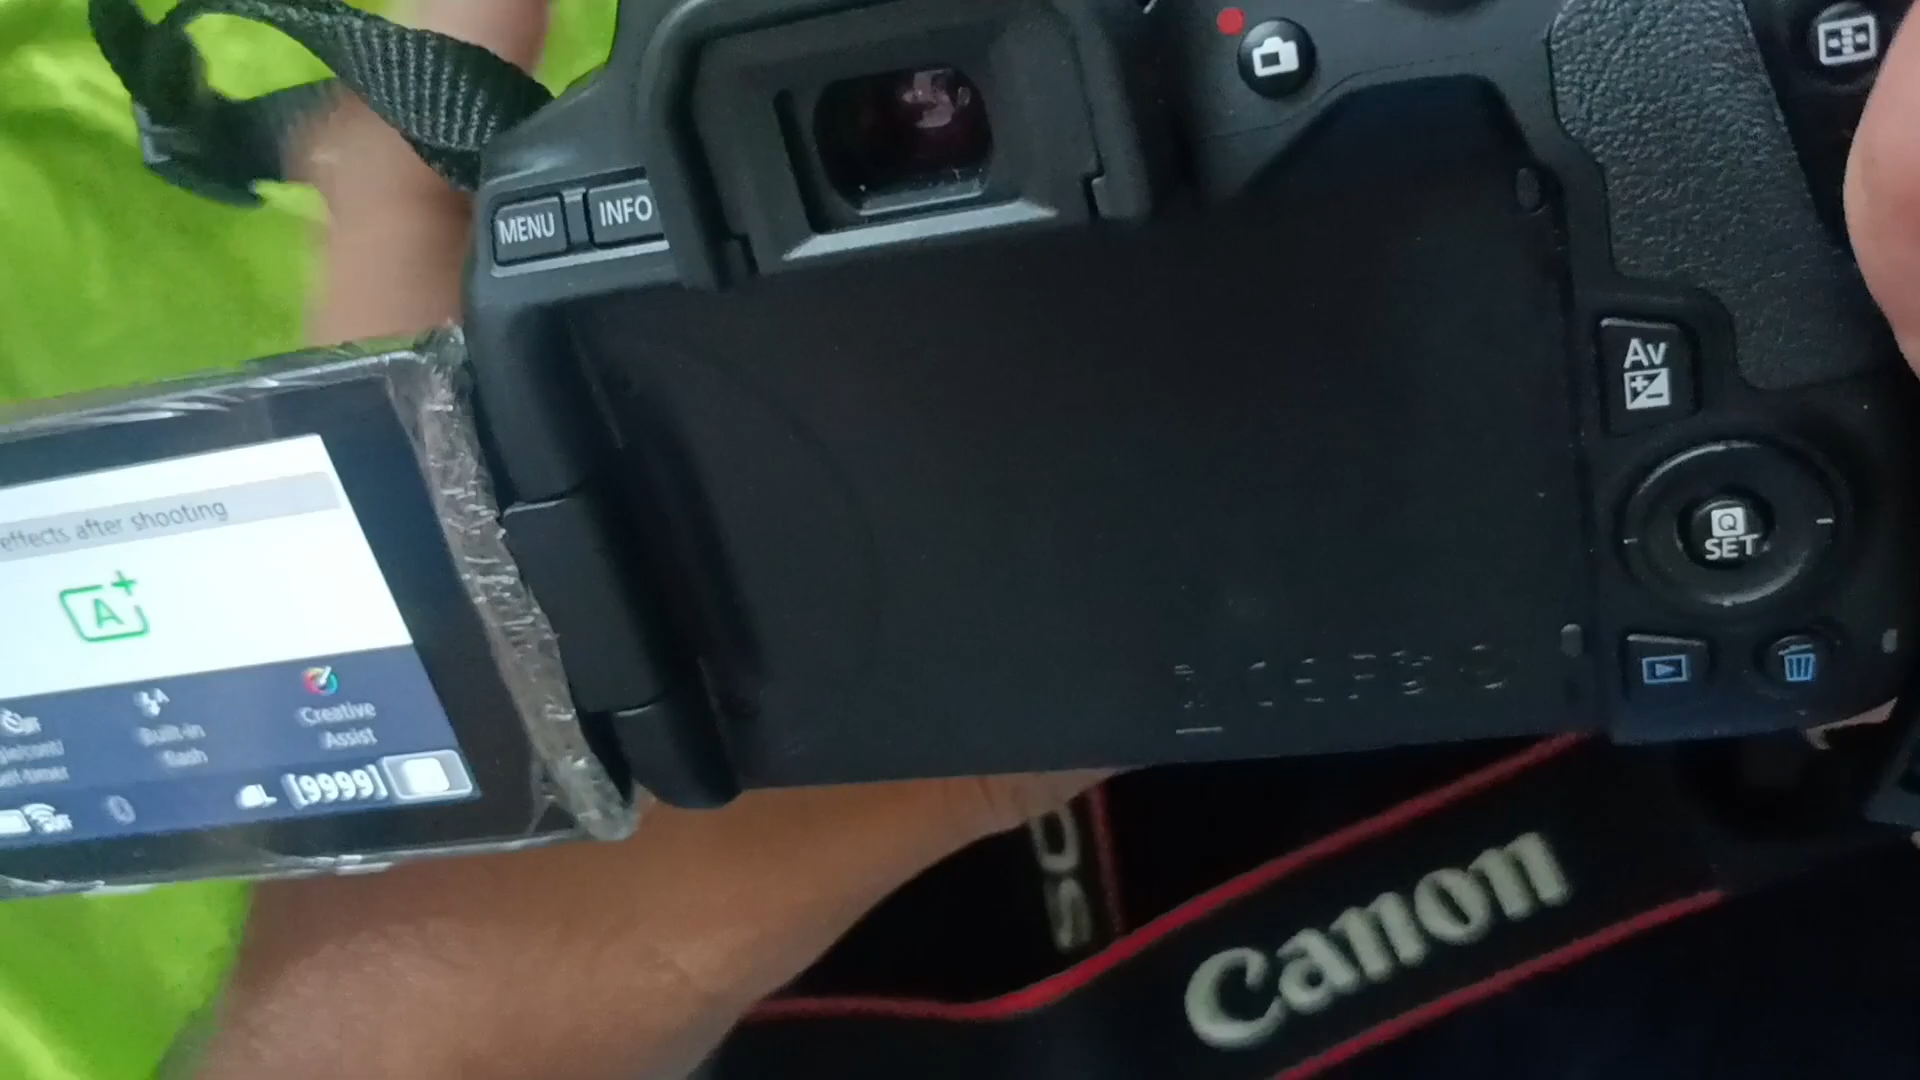 MENU
INFO
effects after shooting
A+
Av
Q
SET
Built-in
flash
Creative
Assist
L [9999]
Canon